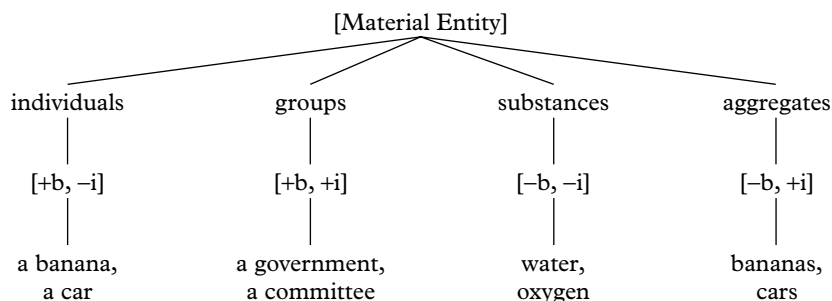 [Material Entity]
individuals groups substances aggregates
[+b, –i] [+b, +i] [–b, –i] [–b, +i]
a banana, a government, water, bananas,
a car a committee oxygen cars